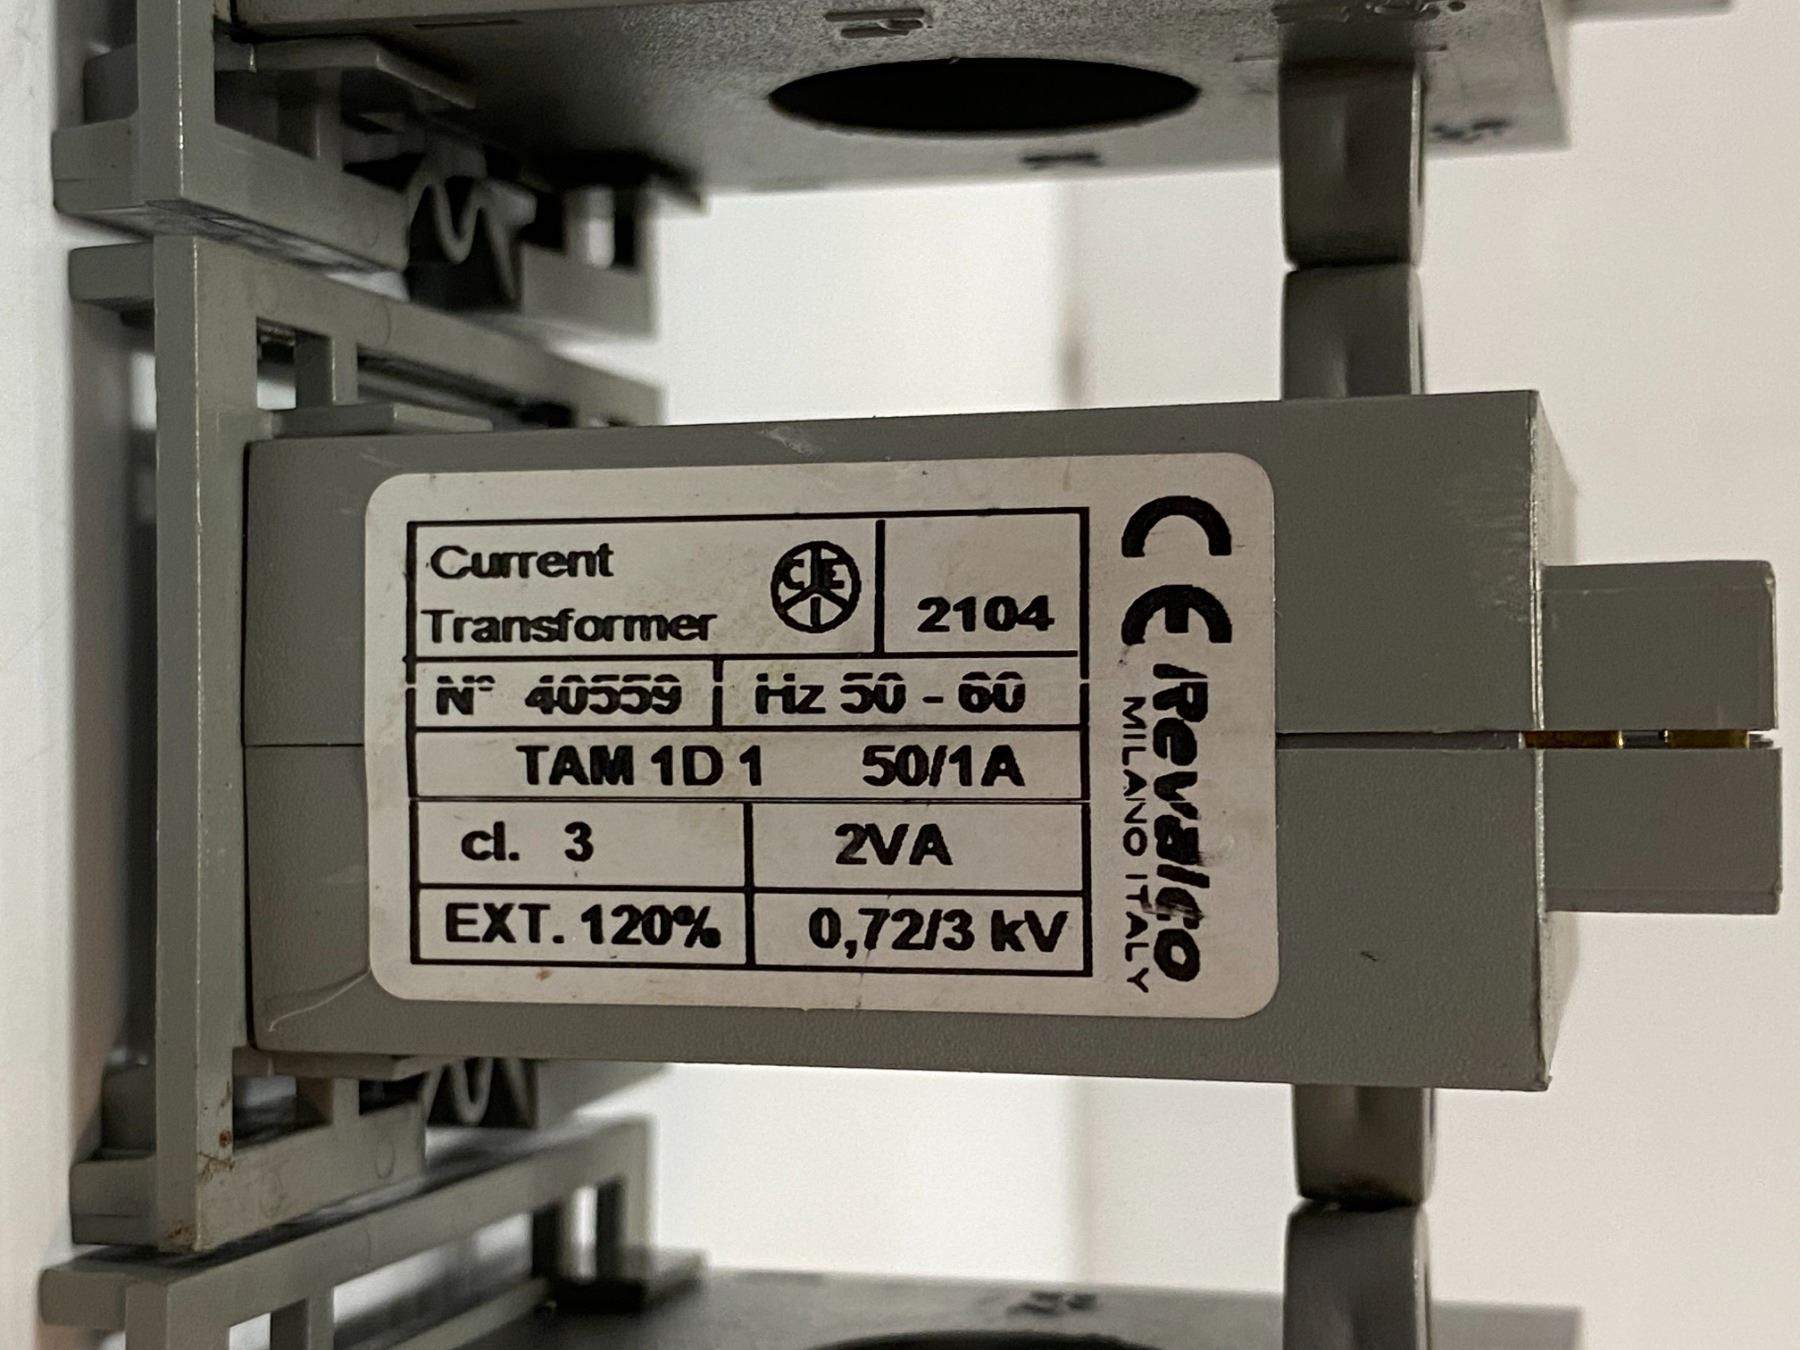 Current
Transformer
CJE
2104
N° 40559
Hz 50 - 60
TAM 1D 1
50/1A
cl. 3
2VA
EXT. 120%
0,72/3 kV
CE
Revalco
MILANO ITALY